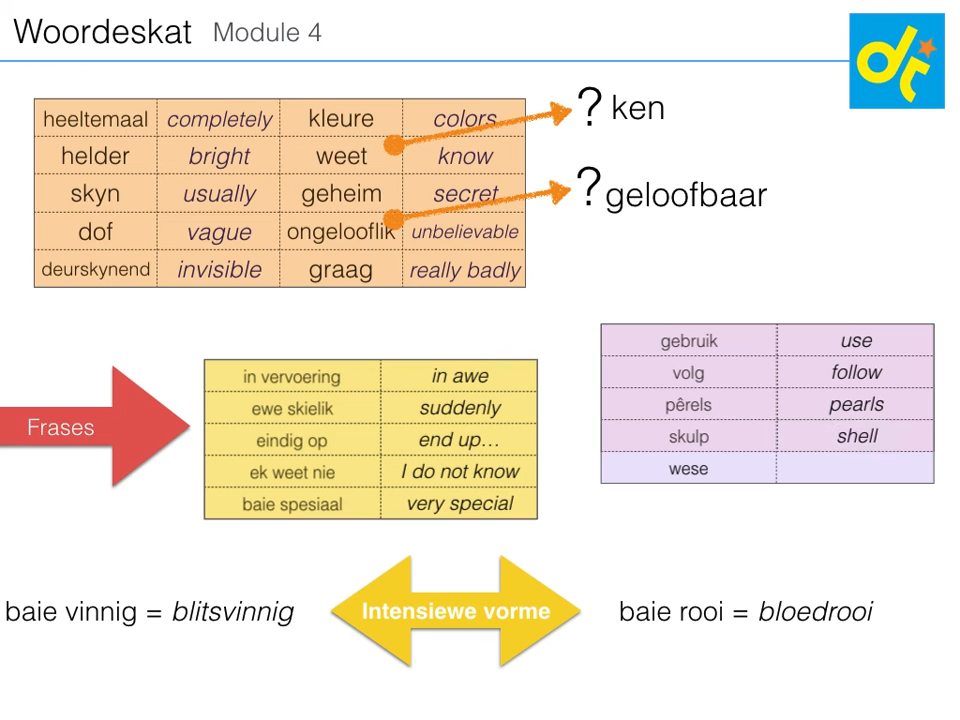 Woordeskat Module 4
dt
heeltemaal completely kleure colors
helder bright weet know
skyn usually geheim secret
dof vague ongelooflik unbelievable
deurskynend invisible graag really badly
? ken
? geloofbaar
gebruik use
volg follow
pêrels pearls
skulp shell
wese
Frases
in vervoering in awe
ewe skielik suddenly
eindig op end up…
ek weet nie I do not know
baie spesiaal very special
baie vinnig = blitsvinnig
Intensiewe vorme
baie rooi = bloedrooi